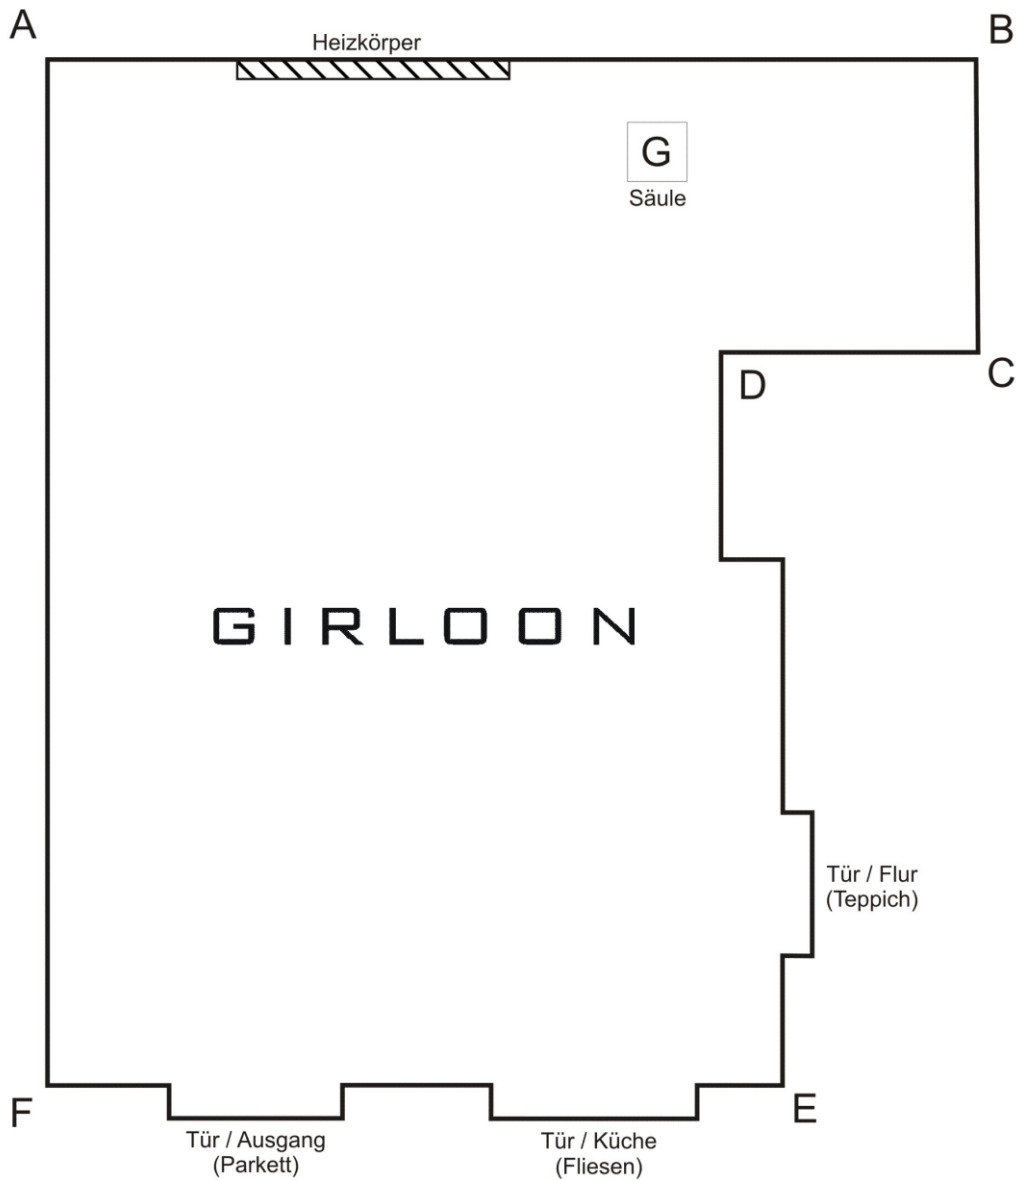 A
B
Heizkörper
G
Säule
C
D
GIRLOON
Tür / Flur
(Teppich)
F
E
Tür / Ausgang
(Parkett)
Tür / Küche
(Fliesen)